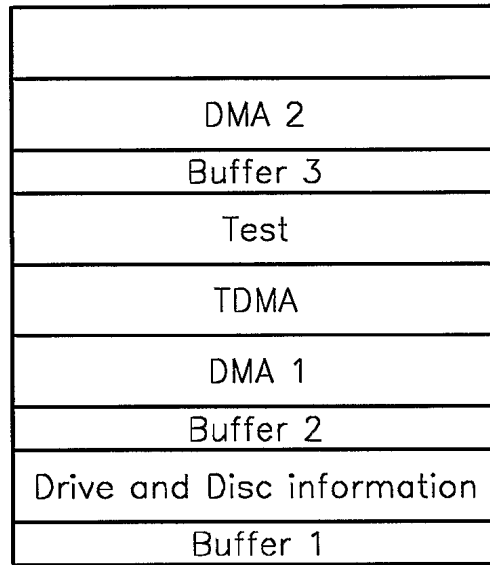 DMA 2
Buffer 3
Test
TDMA
DMA 1
Buffer 2
Drive and Disc information
Buffer 1